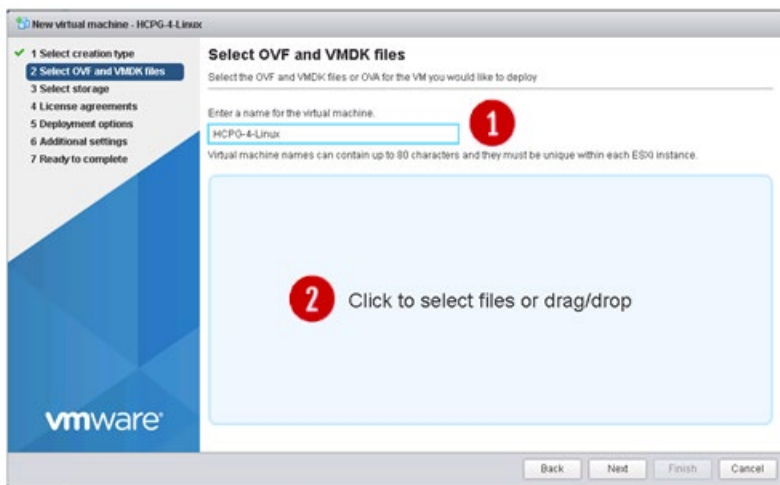 New virtual machine - HCPG-4-Linux
1 Select creation type
2 Select OVF and VMDK files
3 Select storage
4 License agreements
5 Deployment options
6 Additional settings
7 Ready to complete
Select OVF and VMDK files
Select the OVF and VMDK files or OVA for the VM you would like to deploy
Enter a name for the virtual machine.
HCPG-4-Linux
1
Virtual machine names can contain up to 80 characters and they must be unique within each ESXi instance.
2 Click to select files or drag/drop
vmware
Back Next Finish Cancel